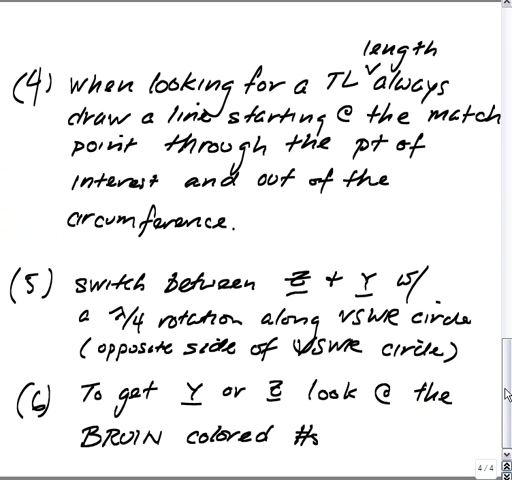 length
(4) when looking for a TL ˅ always
draw a line starting @ the match
point through the pt of
interest and out of the
circumference.
(5) switch between Z + Y w/
a λ/4 rotation along VSWR circle
(opposite side of VSWR circle)
(6) To get Y or Z look @ the
BRUIN colored #s
4/4